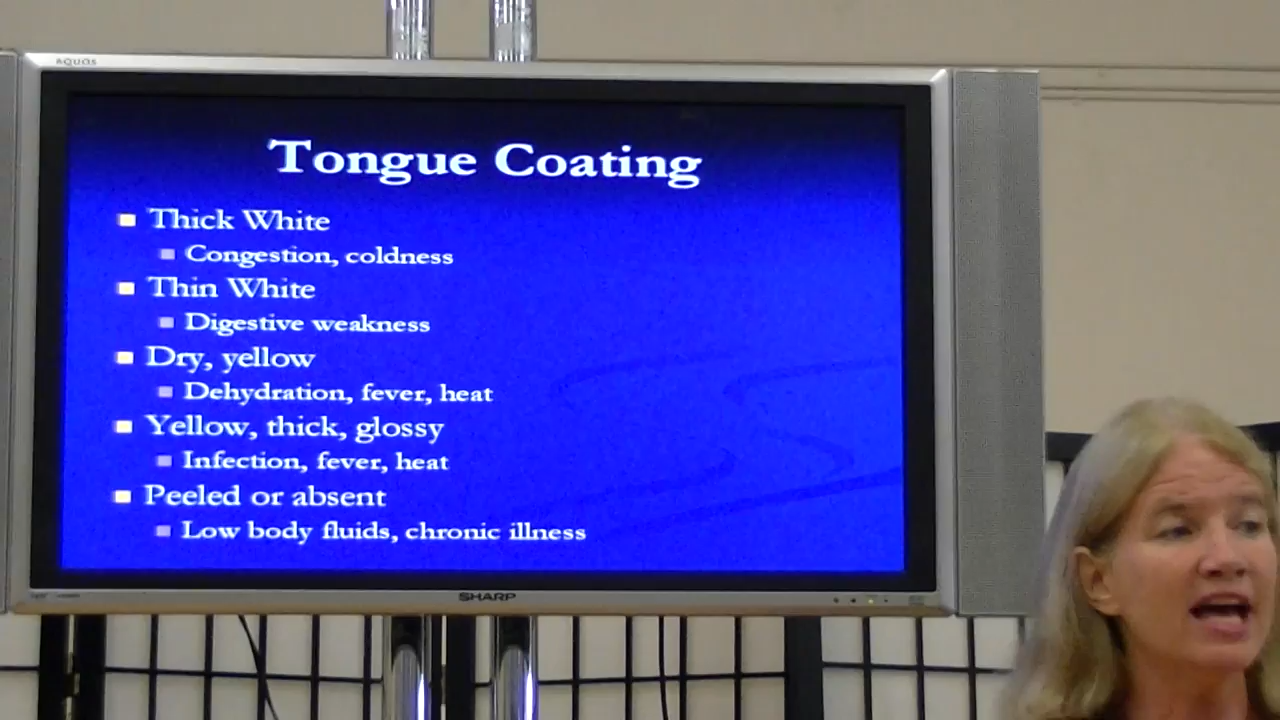 AQUOS
Tongue Coating
Thick White
Congestion, coldness
Thin White
Digestive weakness
Dry, yellow
Dehydration, fever, heat
Yellow, thick, glossy
Infection, fever, heat
Peeled or absent
Low body fluids, chronic illness
SHARP